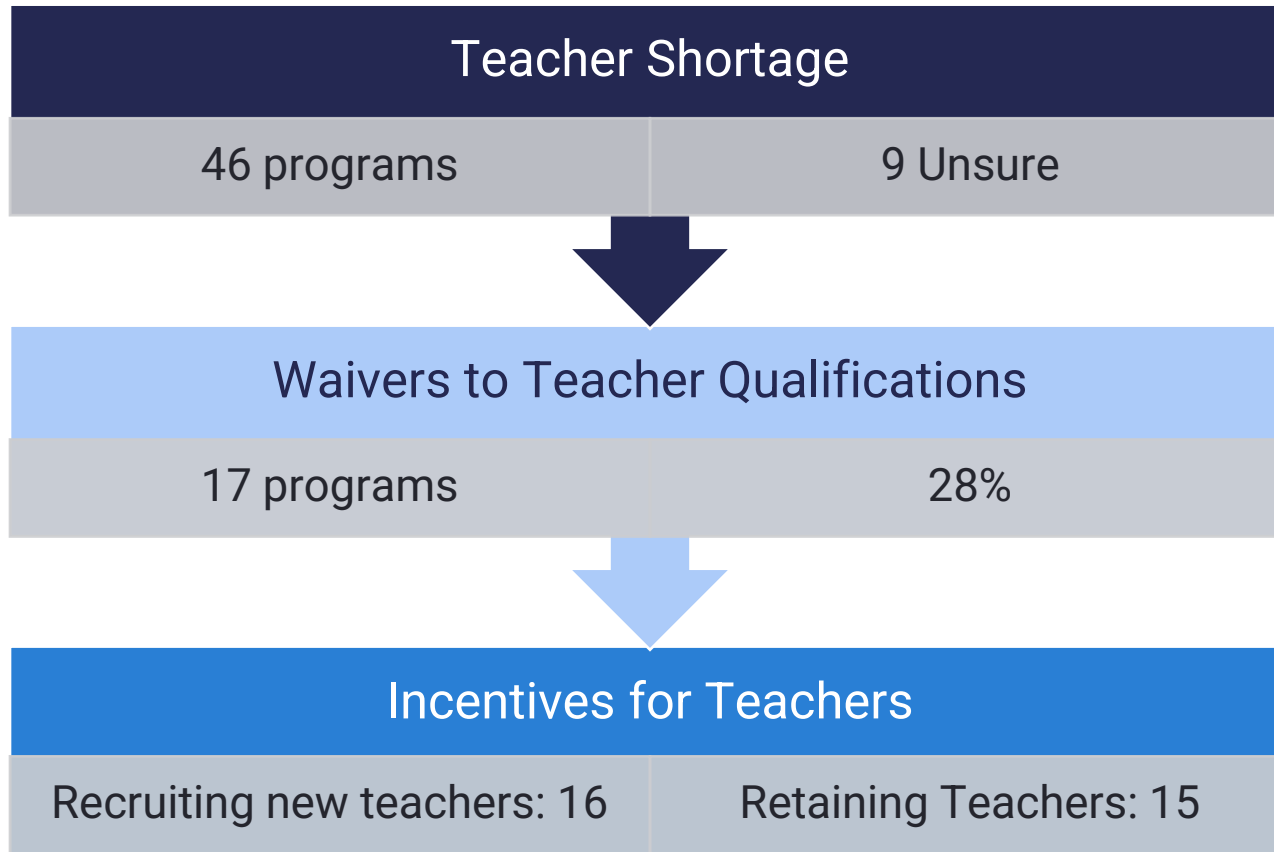 Teacher Shortage
46 programs
9 Unsure
Waivers to Teacher Qualifications
17 programs
28%
Incentives for Teachers
Recruiting new teachers: 16
Retaining Teachers: 15